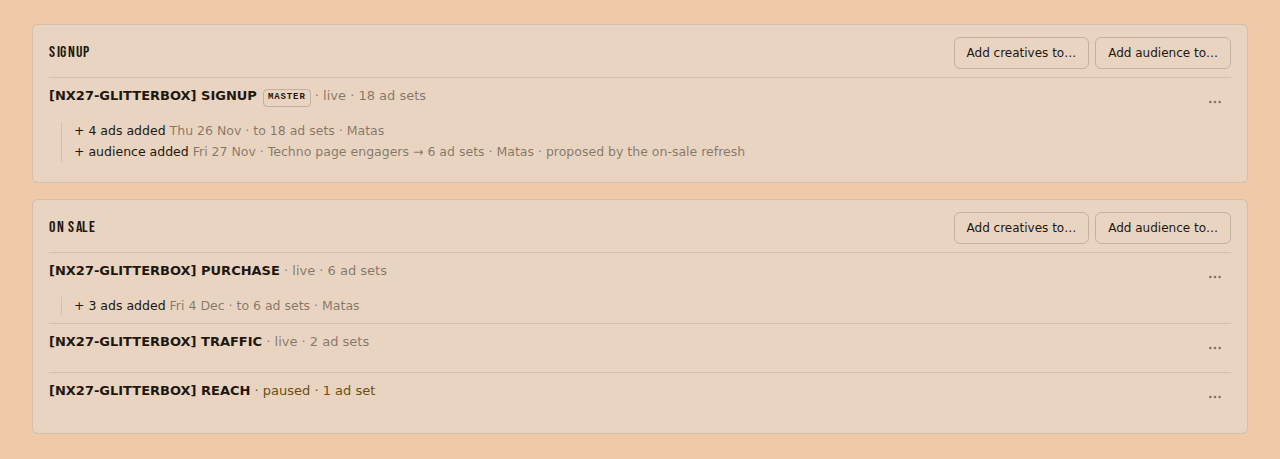 SIGNUP
Add creatives to…
Add audience to…
[NX27-GLITTERBOX] SIGNUP MASTER · live · 18 ad sets
+ 4 ads added Thu 26 Nov · to 18 ad sets · Matas
+ audience added Fri 27 Nov · Techno page engagers → 6 ad sets · Matas · proposed by the on-sale refresh
ON SALE
Add creatives to…
Add audience to…
[NX27-GLITTERBOX] PURCHASE · live · 6 ad sets
+ 3 ads added Fri 4 Dec · to 6 ad sets · Matas
[NX27-GLITTERBOX] TRAFFIC · live · 2 ad sets
[NX27-GLITTERBOX] REACH · paused · 1 ad set